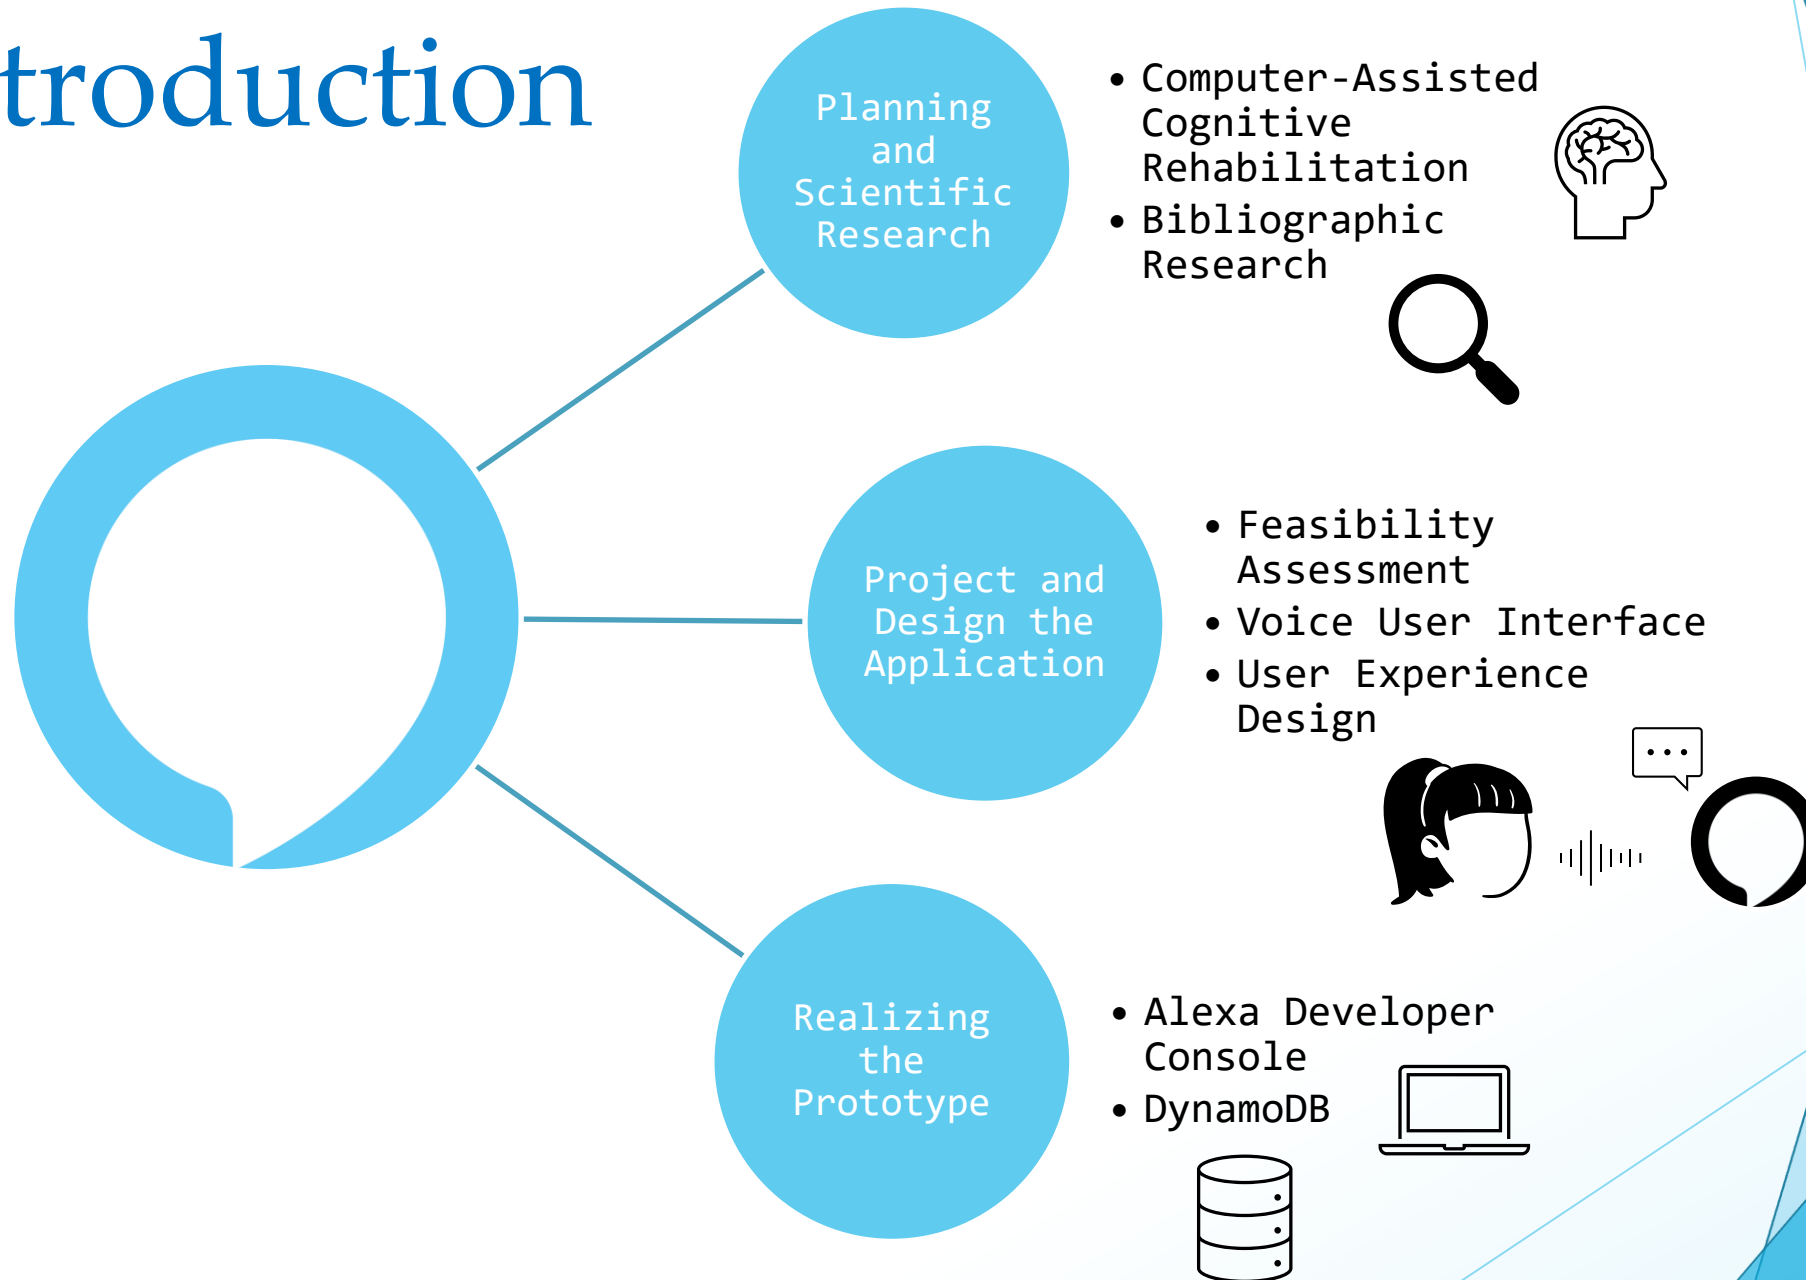 troduction
Planning
and
Scientific
Research
• Computer-Assisted
Cognitive
Rehabilitation
• Bibliographic
Research
Project and
Design the
Application
• Feasibility
Assessment
• Voice User Interface
• User Experience
Design
Realizing
the
Prototype
• Alexa Developer
Console
• DynamoDB